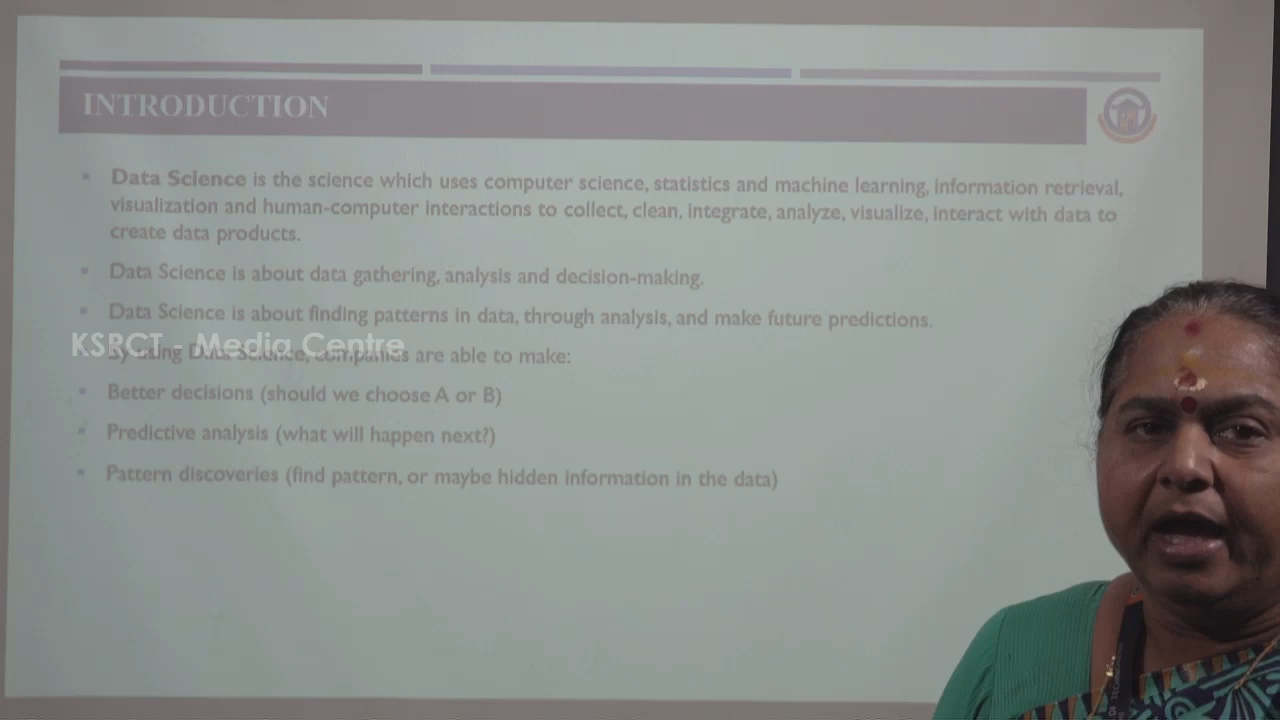 INTRODUCTION
Data Science is the science which uses computer science, statistics and machine learning, information retrieval,
visualization and human-computer interactions to collect, clean, integrate, analyze, visualize, interact with data to
create data products.
Data Science is about data gathering, analysis and decision-making.
Data Science is about finding patterns in data, through analysis, and make future predictions.
KSRCT - Media Centre
By using Data Science, companies are able to make:
Better decisions (should we choose A or B)
Predictive analysis (what will happen next?)
Pattern discoveries (find pattern, or maybe hidden information in the data)